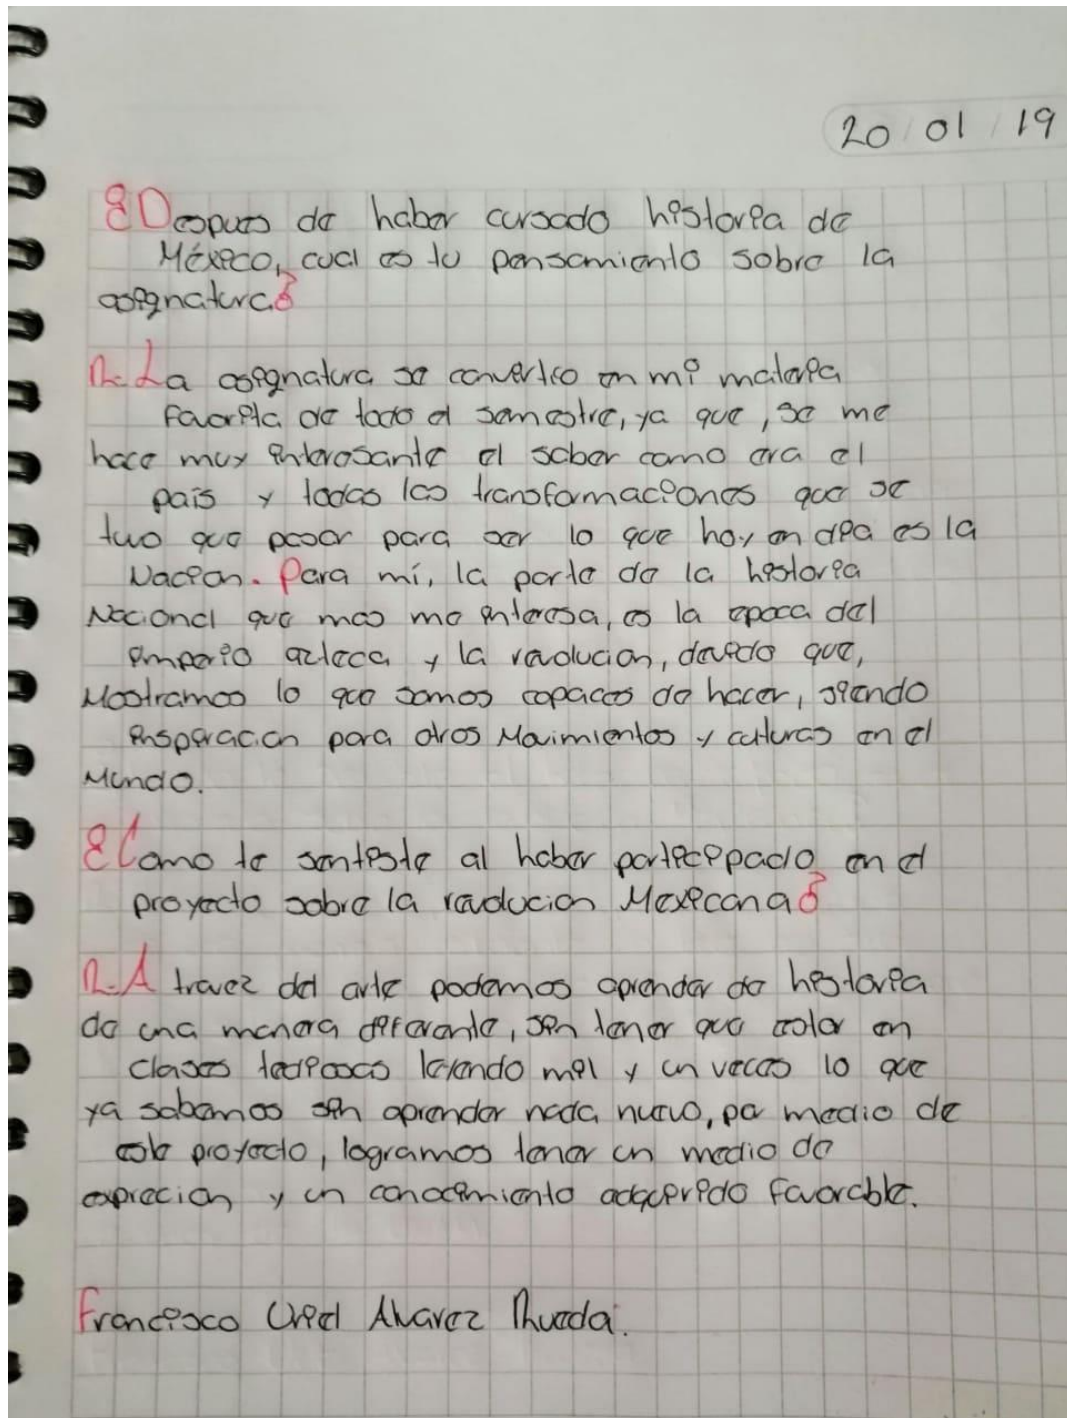 20/01/19
¿Despues de haber cursado historia de
México, cual es tu pensamiento sobre la
asignatura?
R.-La asignatura se convertio en mi materia
favorita de todo el semestre, ya que, se me
hace muy interesante el saber como era el
país y todas las transformaciones que se
tuvo que pasar para ser lo que hoy en dia es la
Nacion. Para mí, la parte de la historia
Nacional que mas me interesa, es la epoca del
imperio azteca y la revolucion, devido que,
Mostramos lo que somos capaces de hacer, siendo
inspiracion para otros Movimientos y culturas en el
Mundo.
¿Como te sentiste al haber participado en el
proyecto sobre la revolucion Mexicana?
R.-A travez del arte podemos aprender de historia
de una manera diferente, sin tener que estar en
clases tediosas leyendo mil y un veces lo que
ya sabemos sin aprender nada nuevo, por medio de
este proyecto, logramos tener un medio de
exprecion y un conocimiento adquerido favorable.
Francisco Uriel Alvarez Rueda.